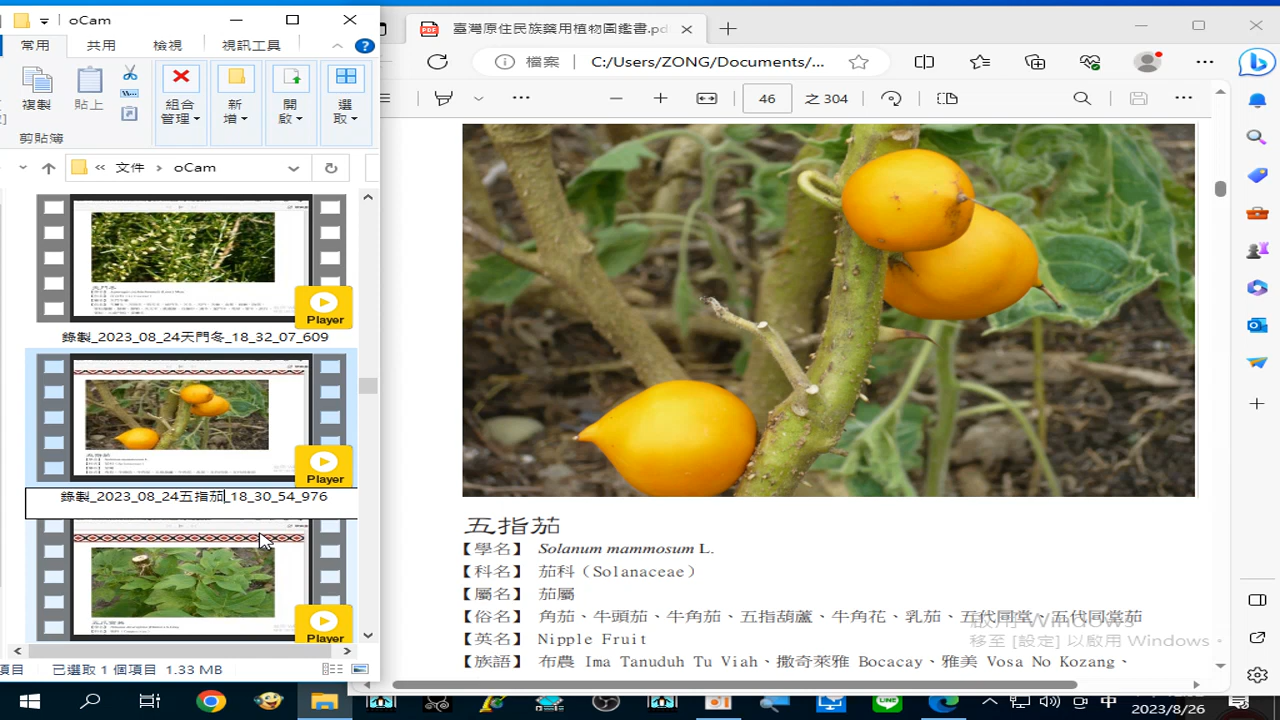 oCam
常用 共用 檢視 視訊工具
複製 貼上 組合管理 新增 開啟 選取
剪貼簿
文件 oCam
Player
錄製_2023_08_24天門冬_18_32_07_609
Player
錄製_2023_08_24五指茄_18_30_54_976
Player
項目 已選取 1 個項目 1.33 MB
臺灣原住民族藥用植物圖鑑書.pd
檔案 C:/Users/ZONG/Documents/...
46 之 304
五指茄
【學名】 Solanum mammosum L.
【科名】 茄科（Solanaceae）
【屬名】 茄屬
【俗名】 角茄、牛頭茄、牛角茄、五指葫蘆、牛角花、乳茄、五代同堂、五代同堂茄
【英名】 Nipple Fruit
【族語】 布農 Ima Tanuduh Tu Viah、撒奇萊雅 Bocacay、雅美 Vosa No Kozang、
啟用 Windows
移至 [設定] 以啟用 Windows。
中
2023/8/26